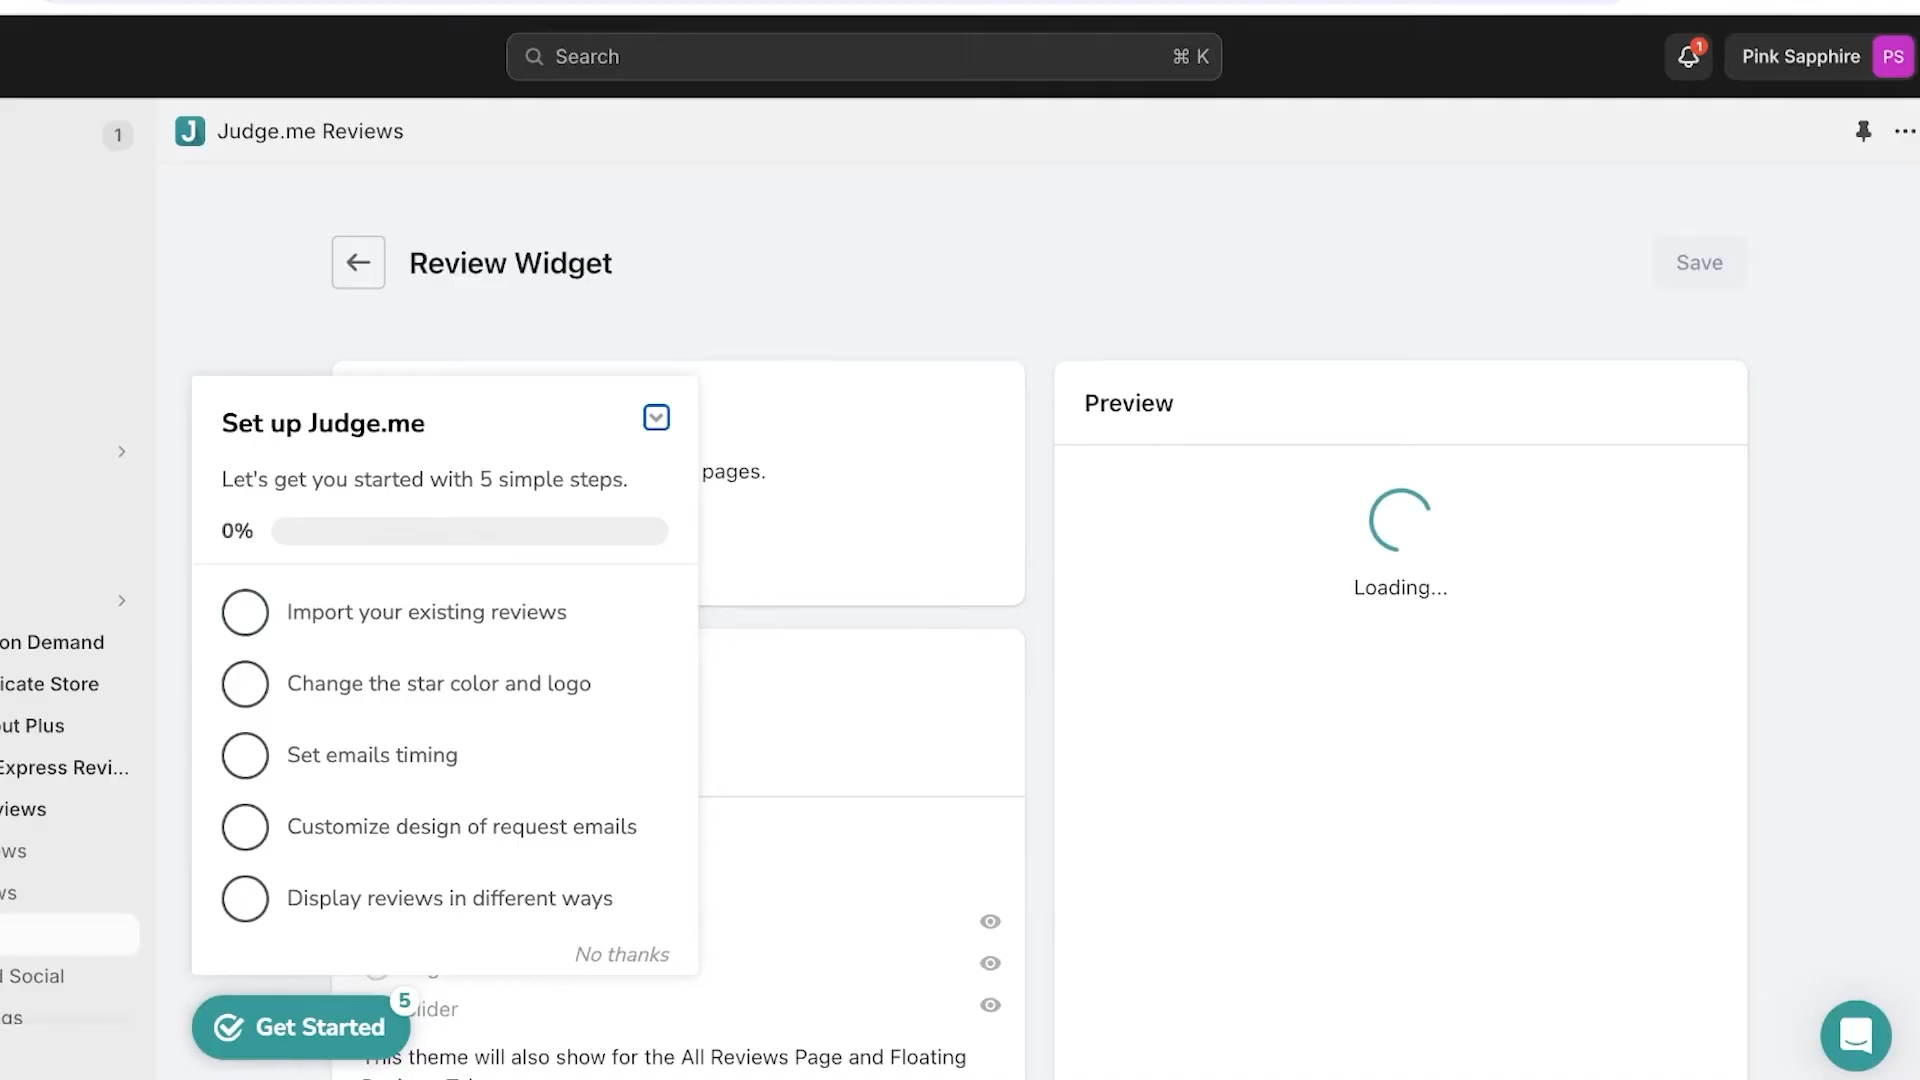 Search
⌘ K
1
Pink Sapphire
PS
1
J
Judge.me Reviews
Review Widget
Save
Set up Judge.me
Let's get you started with 5 simple steps.
0%
Import your existing reviews
Change the star color and logo
Set emails timing
Customize design of request emails
Display reviews in different ways
No thanks
pages.
Preview
Loading...
on Demand
icate Store
ut Plus
Express Revi...
views
ws
vs
d Social
gs
Get Started
5
lider
This theme will also show for the All Reviews Page and Floating